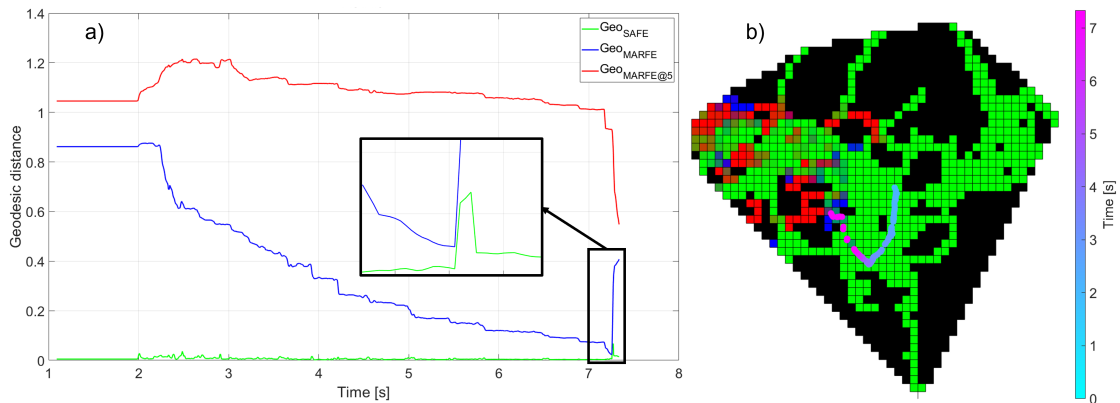 a)
Geo_SAFE
Geo_MARFE
Geo_MARFE@5
Geodesic distance
1.4
1.2
1
0.8
0.6
0.4
0.2
0
1 2 3 4 5 6 7 8
Time [s]
b)
7
6
5
4
3
2
1
0
Time [s]